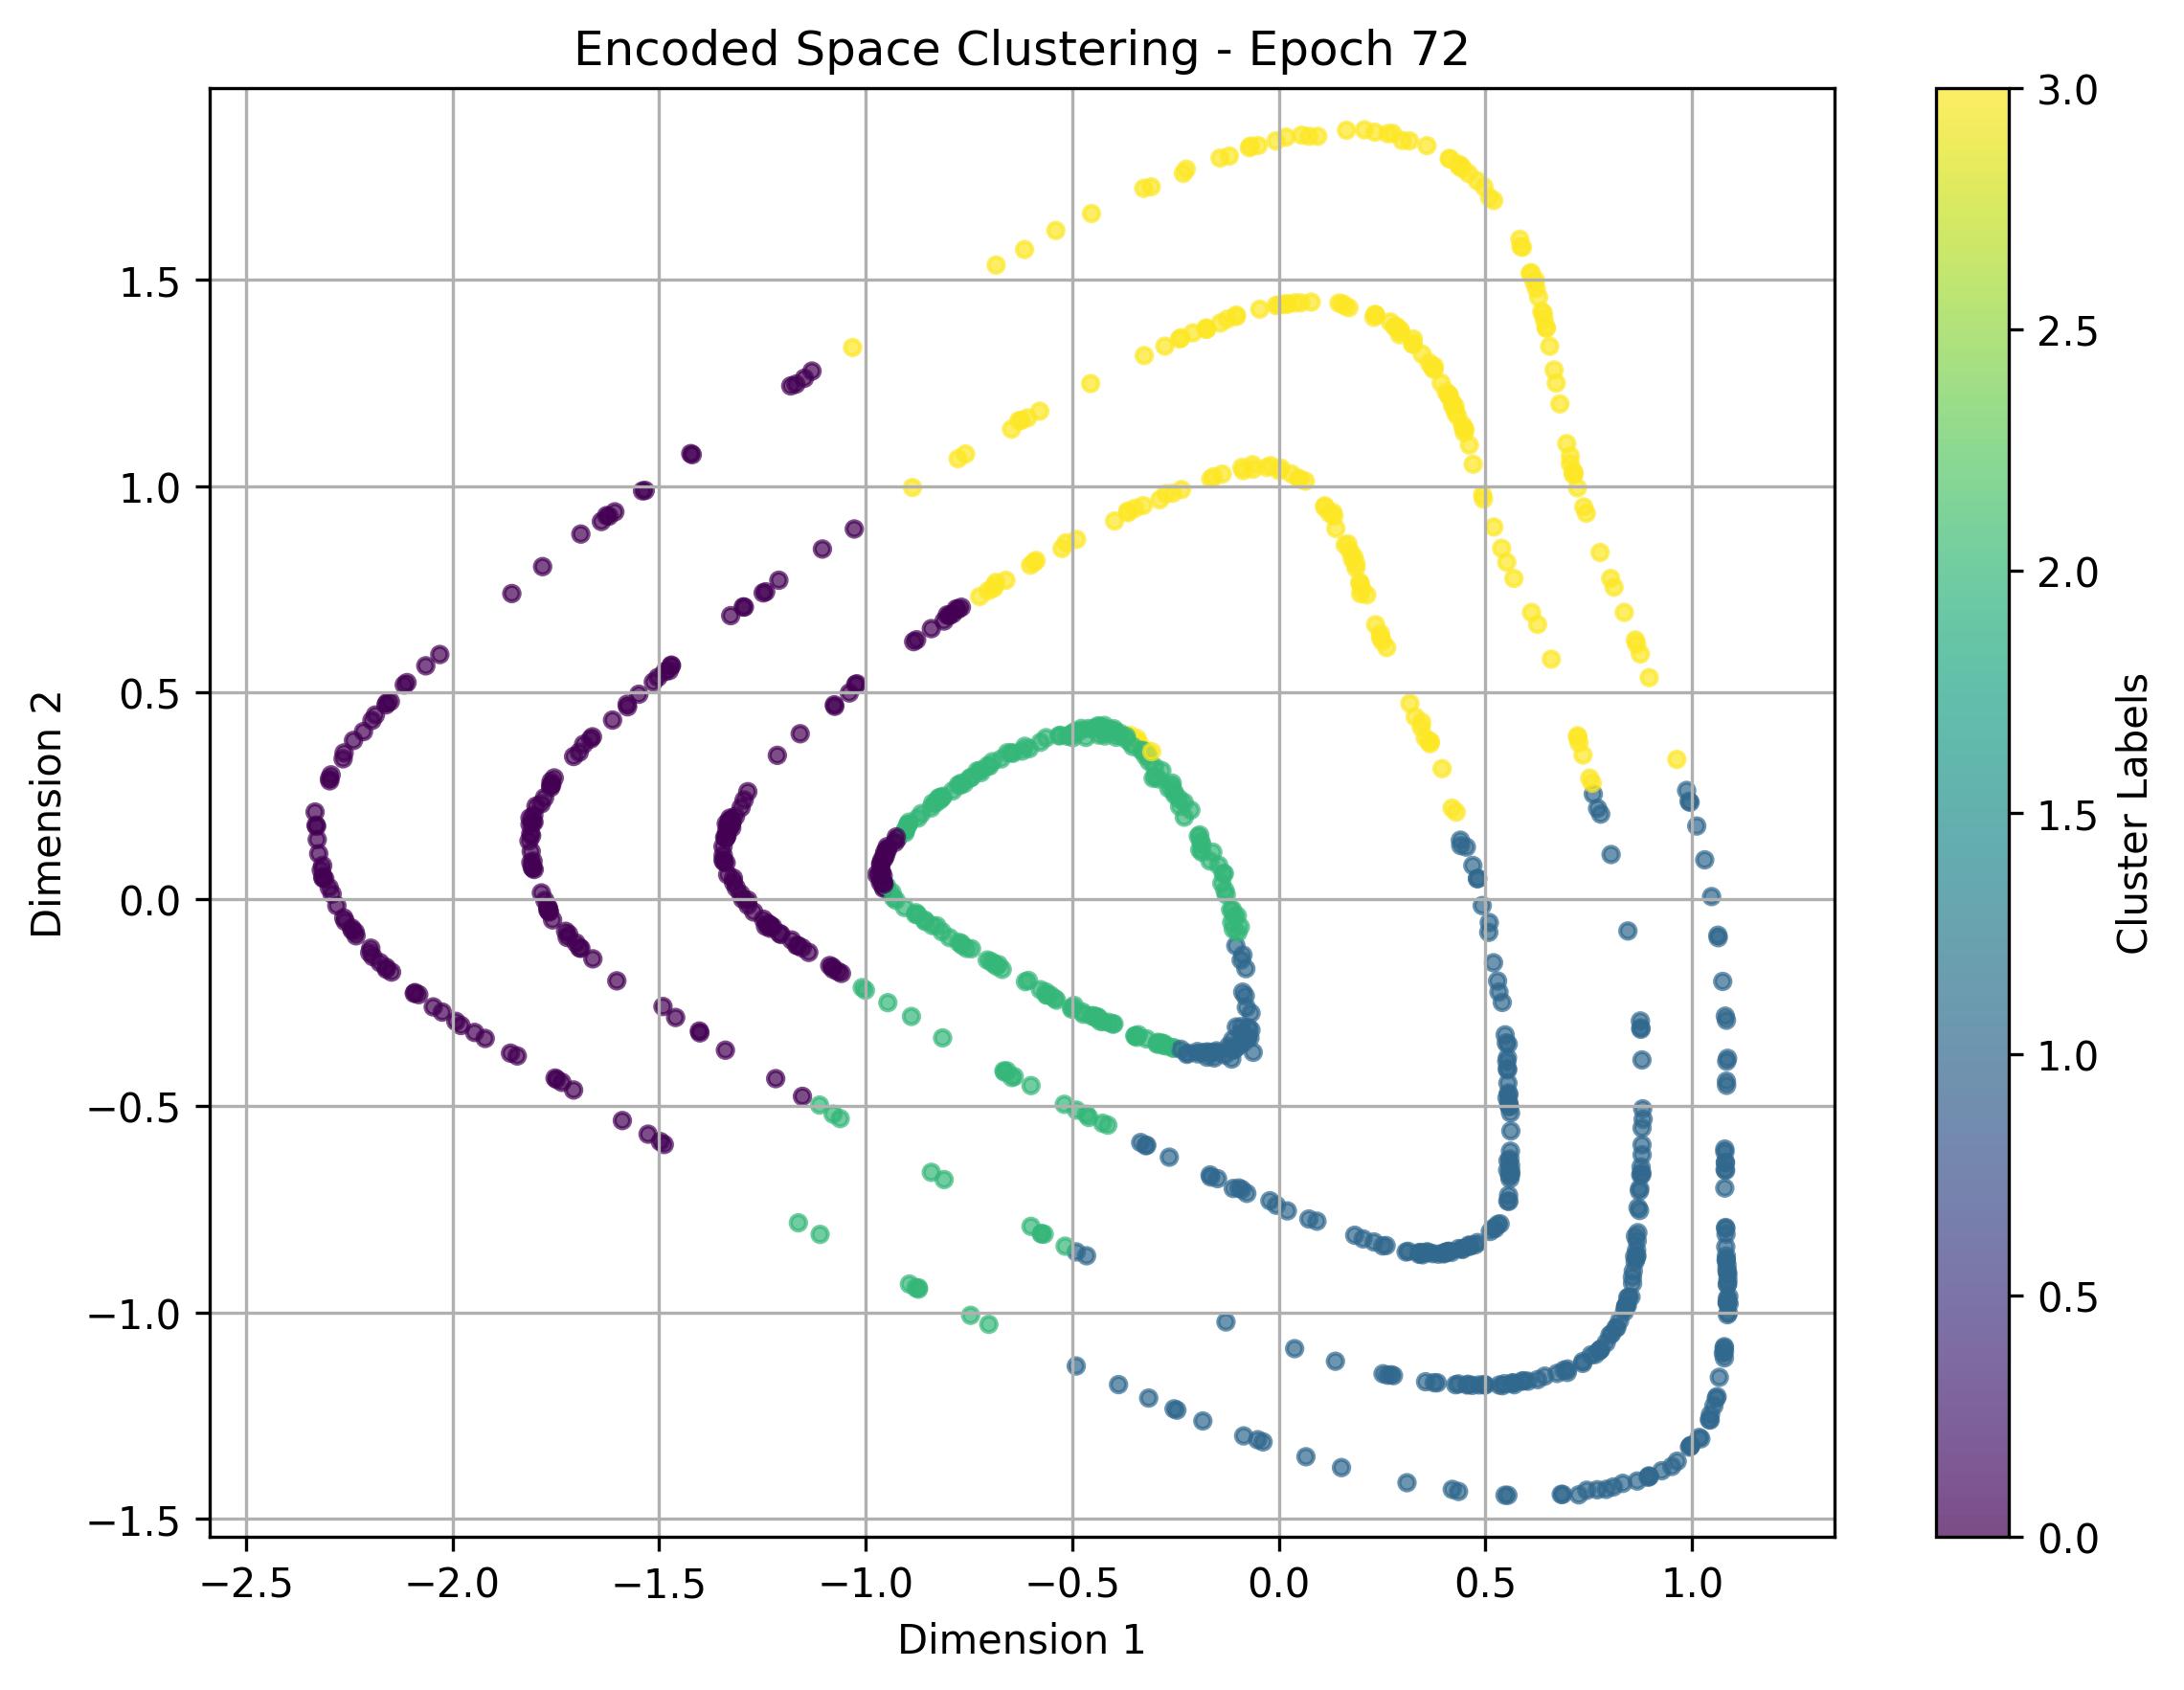 Encoded Space Clustering - Epoch 72
Dimension 2
1.5
1.0
0.5
0.0
−0.5
−1.0
−1.5
−2.5 −2.0 −1.5 −1.0 −0.5 0.0 0.5 1.0
Dimension 1
3.0
2.5
2.0
1.5
1.0
0.5
0.0
Cluster Labels